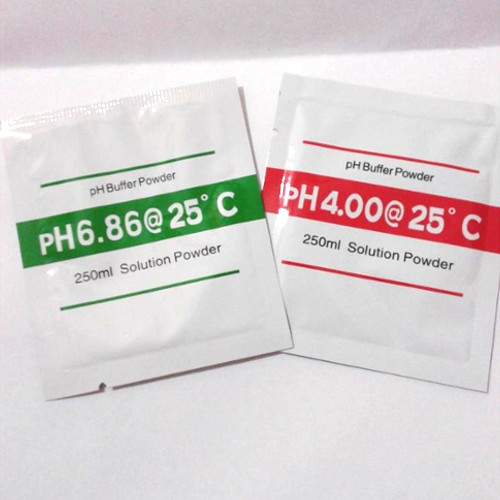 pH Buffer Powder
PH6.86@ 25° C
250ml Solution Powder
pH Buffer Powder
PH4.00@ 25° C
250ml Solution Powder